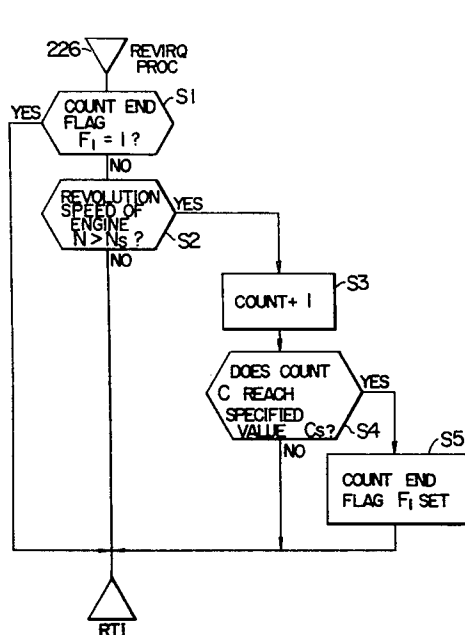 226
REVIRQ
PROC
COUNT END
FLAG
F1 = 1 ?
S1
YES
NO
REVOLUTION
SPEED OF
ENGINE
N > NS ?
YES
S2
NO
S3
COUNT + 1
DOES COUNT
C REACH
SPECIFIED
VALUE CS?
YES
S4
NO
S5
COUNT END
FLAG F1 SET
RTI